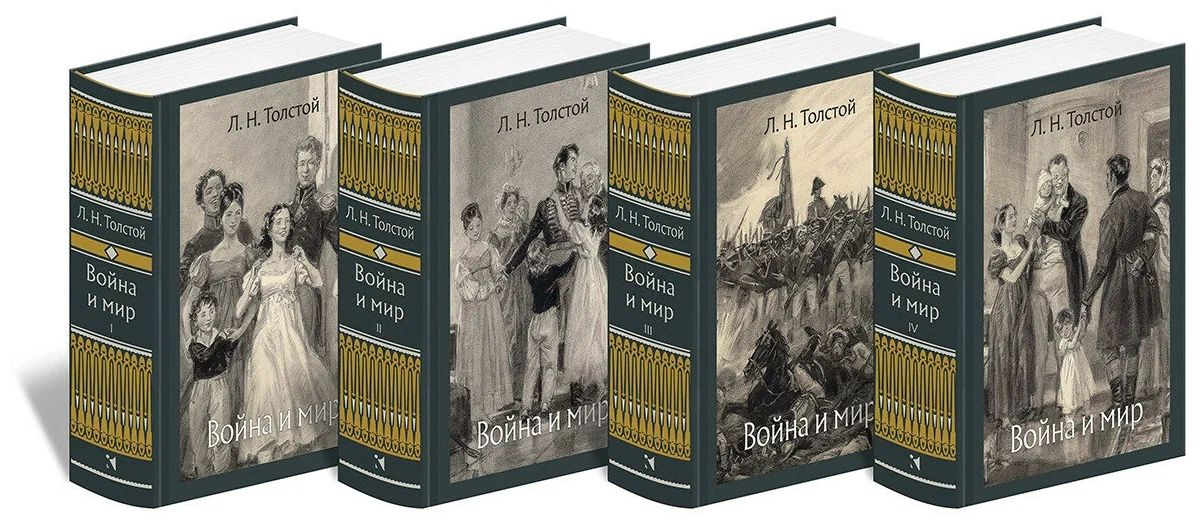 Л. Н. Толстой
Война и мир
Л. Н. Толстой
Война
и мир
I
Л. Н. Толстой
Война и мир
Л. Н. Толстой
Война
и мир
II
Л. Н. Толстой
Война и мир
Л. Н. Толстой
Война
и мир
III
Л. Н. Толстой
Война и мир
Л. Н. Толстой
Война
и мир
IV